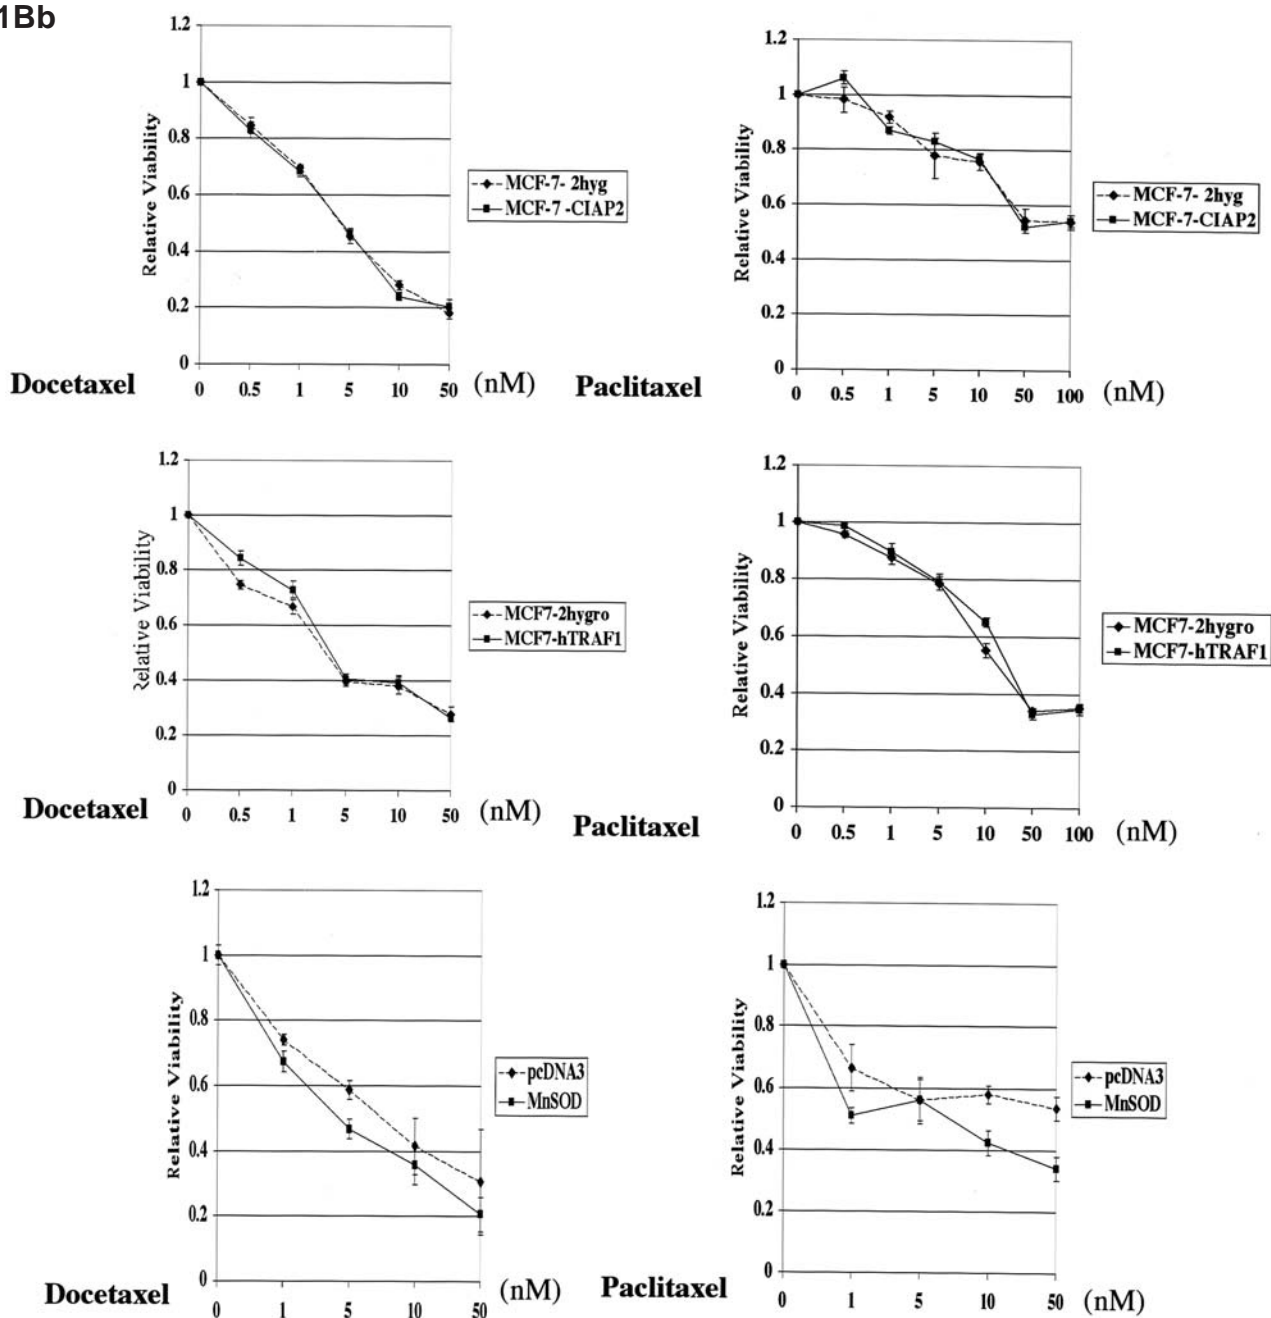 1Bb
1.2
1
0.8
0.6
0.4
0.2
0
Relative Viability
0 0.5 1 5 10 50 (nM)
Docetaxel
MCF-7- 2hyg
MCF-7 -CIAP2
1.2
1
0.8
0.6
0.4
0.2
0
Relative Viability
0 0.5 1 5 10 50 100 (nM)
Paclitaxel
MCF-7- 2hyg
MCF-7-CIAP2
1.2
1
0.8
0.6
0.4
0.2
0
Relative Viability
0 0.5 1 5 10 50 (nM)
Docetaxel
MCF7-2hygro
MCF7-hTRAF1
1.2
1
0.8
0.6
0.4
0.2
0
Relative Viability
0 0.5 1 5 10 50 100 (nM)
Paclitaxel
MCF7-2hygro
MCF7-hTRAF1
1.2
1
0.8
0.6
0.4
0.2
0
Relative Viability
0 1 5 10 50 (nM)
Docetaxel
pcDNA3
MnSOD
1.2
1
0.8
0.6
0.4
0.2
0
Relative Viability
0 1 5 10 50 (nM)
Paclitaxel
pcDNA3
MnSOD